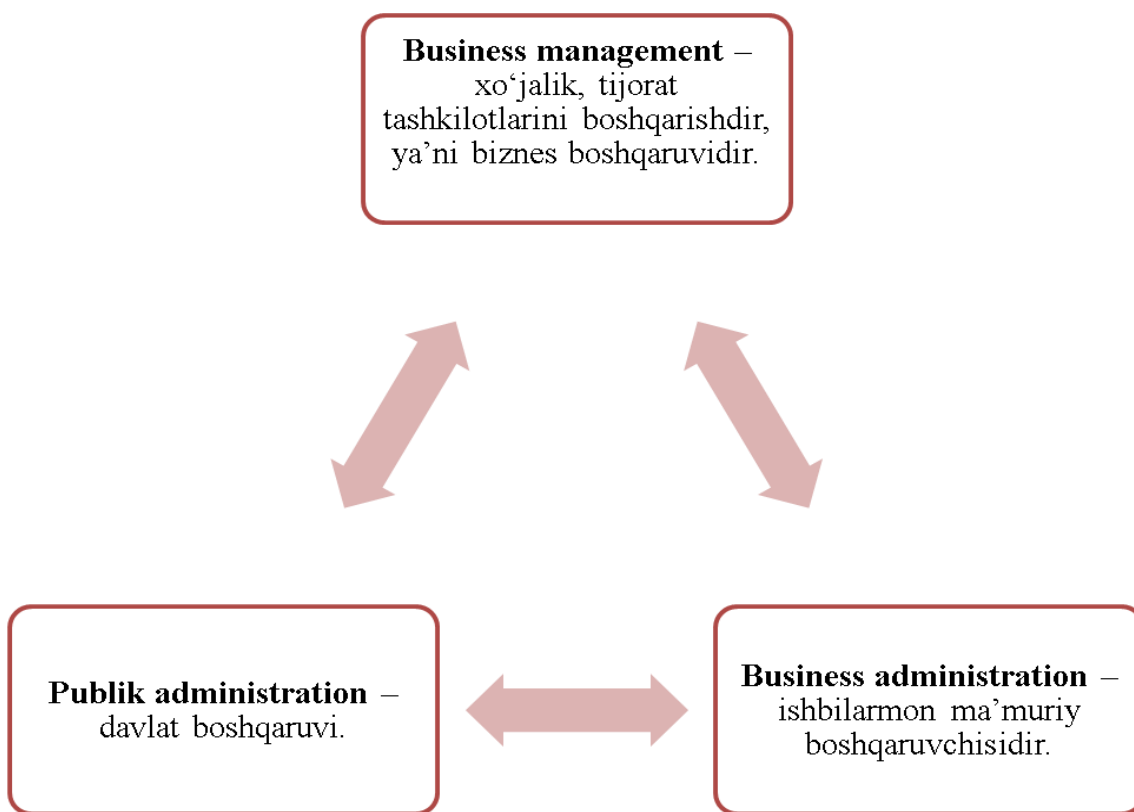 Business management –
xo‘jalik, tijorat
tashkilotlarini boshqarishdir,
ya’ni biznes boshqaruvidir.
Publik administration –
davlat boshqaruvi.
Business administration –
ishbilarmon ma’muriy
boshqaruvchisidir.